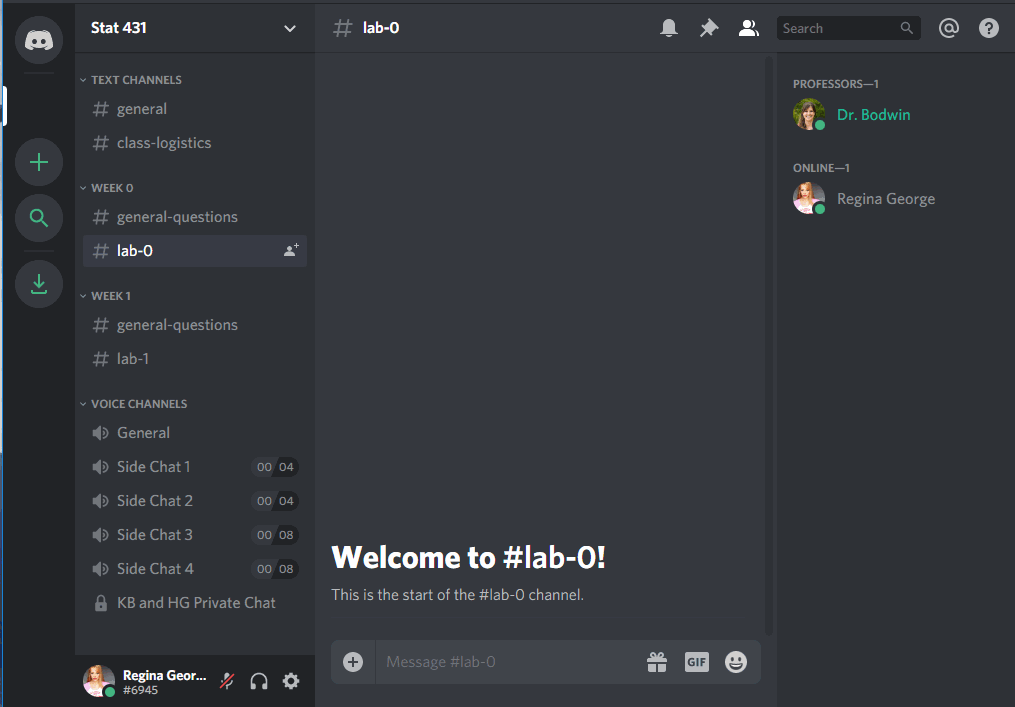 Stat 431
TEXT CHANNELS
general
class-logistics
WEEK 0
general-questions
lab-0
WEEK 1
general-questions
lab-1
VOICE CHANNELS
General
Side Chat 1 00 04
Side Chat 2 00 04
Side Chat 3 00 08
Side Chat 4 00 08
KB and HG Private Chat
Regina Geor...
#6945
# lab-0
Search
Welcome to #lab-0!
This is the start of the #lab-0 channel.
Message #lab-0
GIF
PROFESSORS—1
Dr. Bodwin
ONLINE—1
Regina George